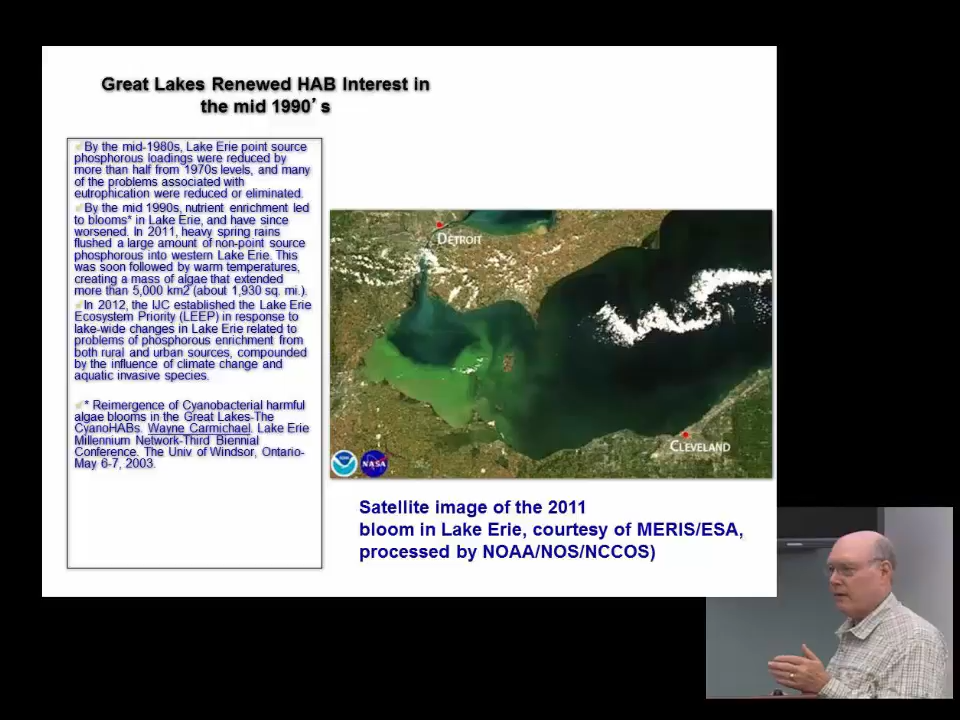 Great Lakes Renewed HAB Interest in
the mid 1990's
✓By the mid-1980s, Lake Erie point source
phosphorous loadings were reduced by
more than half from 1970s levels, and many
of the problems associated with
eutrophication were reduced or eliminated.
✓By the mid 1990s, nutrient enrichment led
to blooms* in Lake Erie, and have since
worsened. In 2011, heavy spring rains
flushed a large amount of non-point source
phosphorous into western Lake Erie. This
was soon followed by warm temperatures,
creating a mass of algae that extended
more than 5,000 km2 (about 1,930 sq. mi.).
✓In 2012, the IJC established the Lake Erie
Ecosystem Priority (LEEP) in response to
lake-wide changes in Lake Erie related to
problems of phosphorous enrichment from
both rural and urban sources, compounded
by the influence of climate change and
aquatic invasive species.
✓* Reimergence of Cyanobacterial harmful
algae blooms in the Great Lakes-The
CyanoHABs. Wayne Carmichael. Lake Erie
Millennium Network-Third Biennial
Conference. The Univ of Windsor, Ontario-
May 6-7, 2003.
DETROIT
CLEVELAND
NASA
Satellite image of the 2011
bloom in Lake Erie, courtesy of MERIS/ESA,
processed by NOAA/NOS/NCCOS)